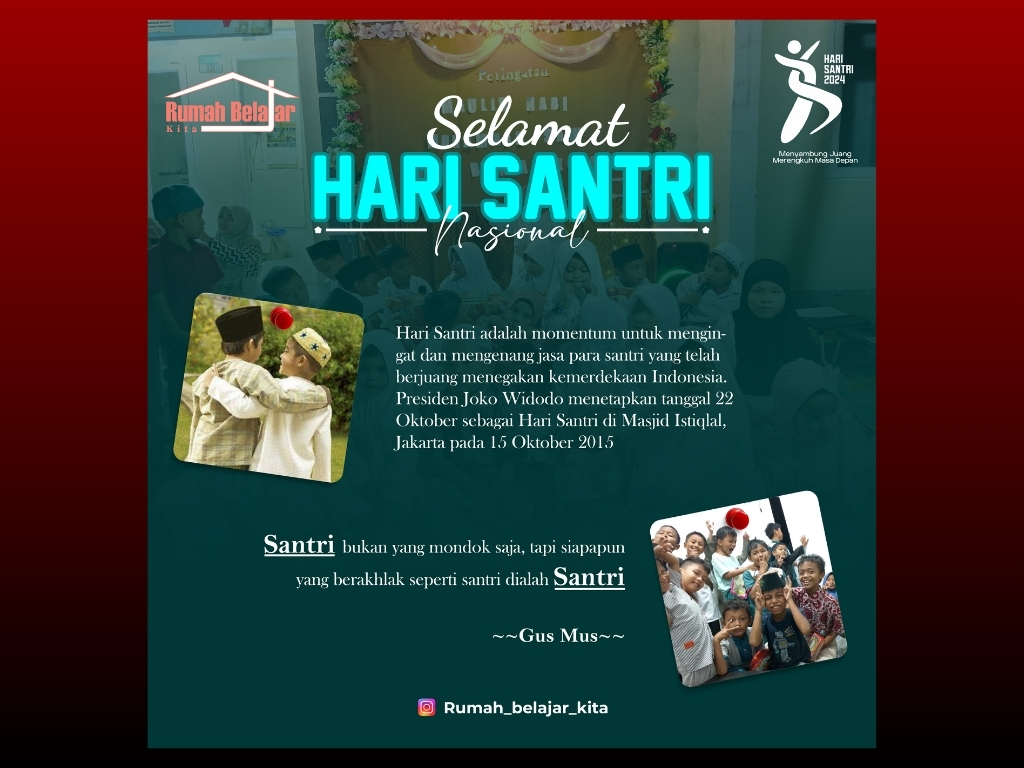 Rumah Belajar
Kita
HARI
SANTRI
2024
Menyambung Juang
Merengkuh Masa Depan
Peringatan
MAULID NABI
Selamat
HARI SANTRI
Nasional
Hari Santri adalah momentum untuk mengin-
gat dan mengenang jasa para santri yang telah
berjuang menegakan kemerdekaan Indonesia.
Presiden Joko Widodo menetapkan tanggal 22
Oktober sebagai Hari Santri di Masjid Istiqlal,
Jakarta pada 15 Oktober 2015
Santri bukan yang mondok saja, tapi siapapun
yang berakhlak seperti santri dialah Santri
~~Gus Mus~~
Rumah_belajar_kita